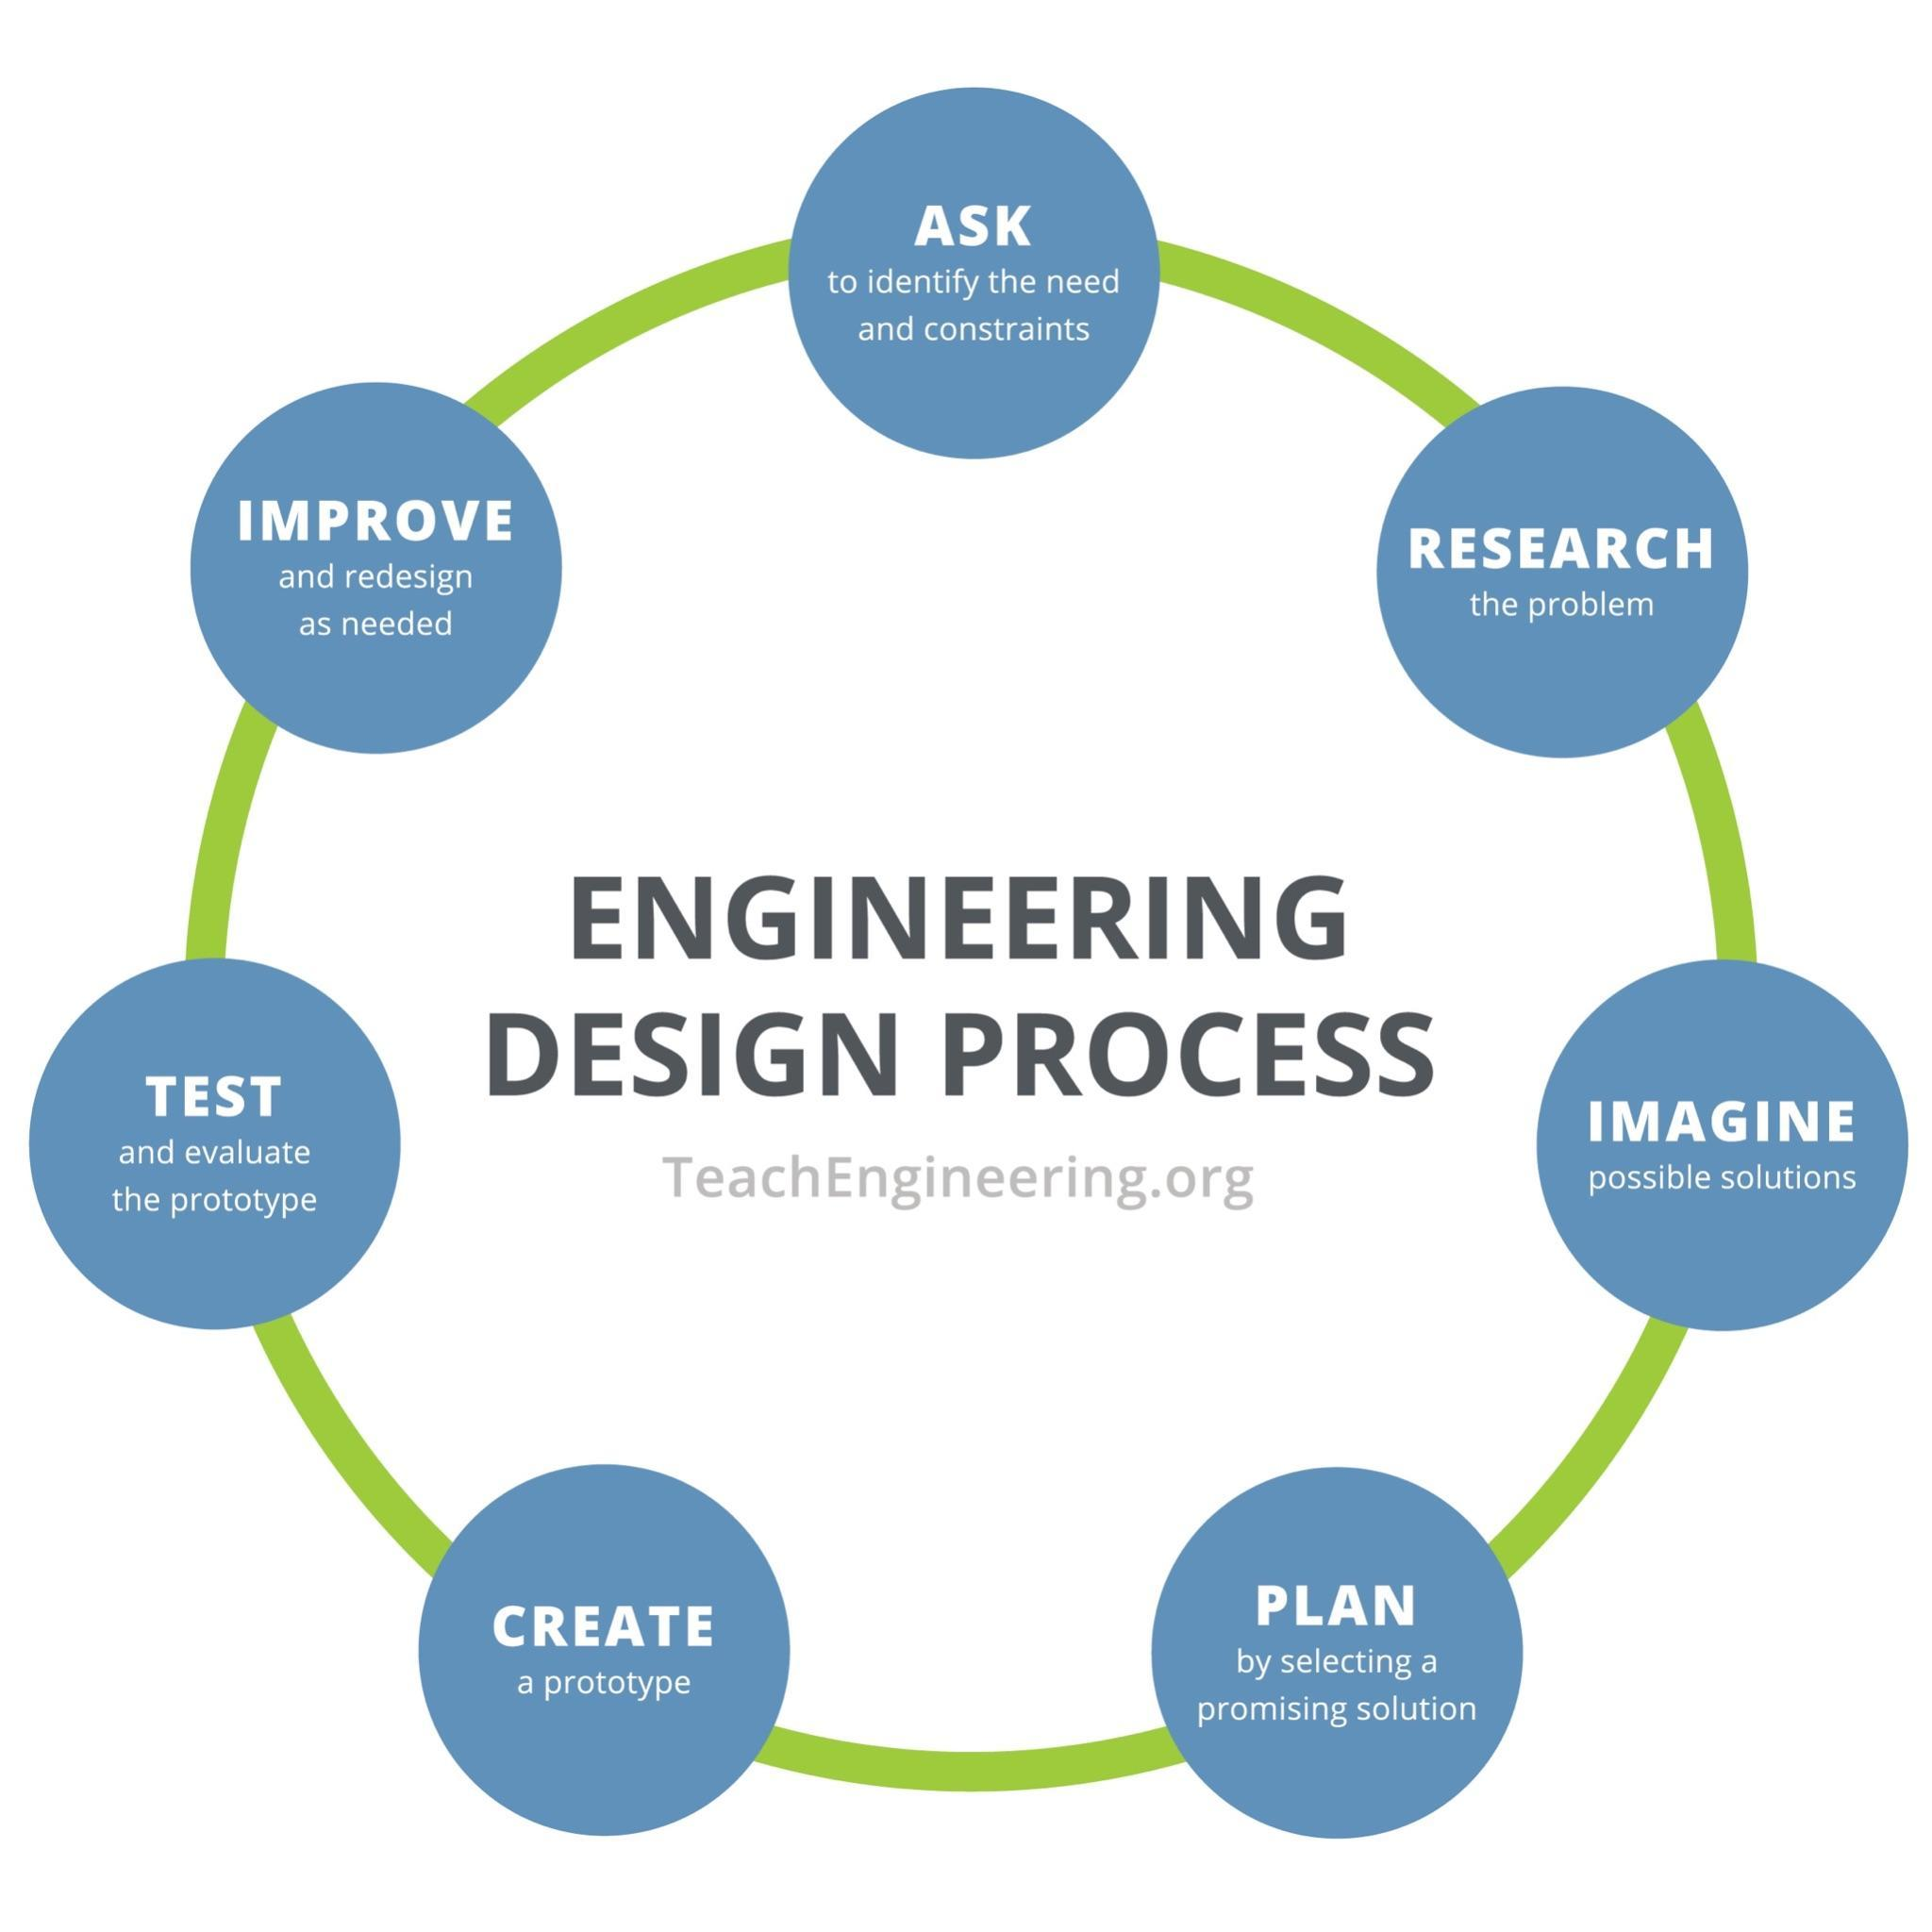 ASK
to identify the need
and constraints
RESEARCH
the problem
IMAGINE
possible solutions
PLAN
by selecting a
promising solution
CREATE
a prototype
TEST
and evaluate
the prototype
IMPROVE
and redesign
as needed
ENGINEERING
DESIGN PROCESS
TeachEngineering.org